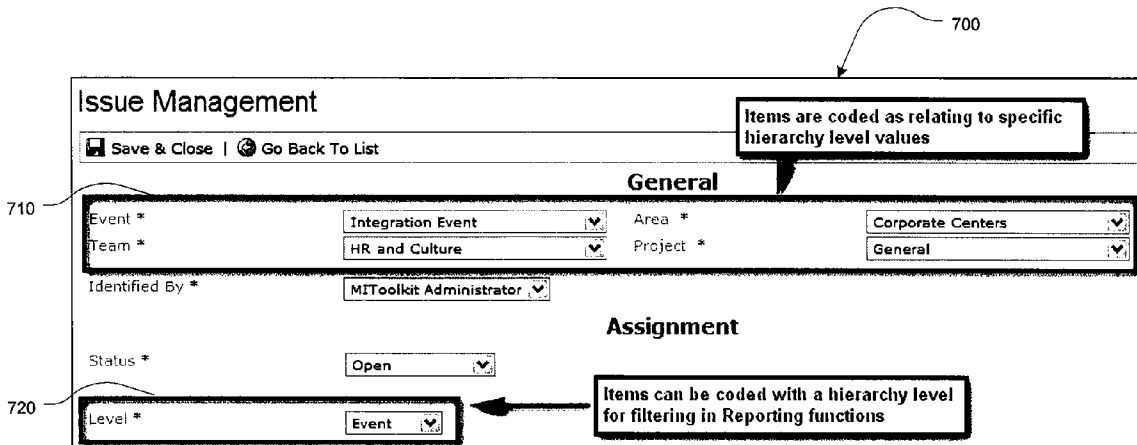 700
Issue Management
Items are coded as relating to specific
hierarchy level values
Save & Close | Go Back To List
General
710
Event * Integration Event Area * Corporate Centers
Team * HR and Culture Project * General
Identified By * MIToolkit Administrator
Assignment
Status * Open
720
Level * Event
Items can be coded with a hierarchy level
for filtering in Reporting functions